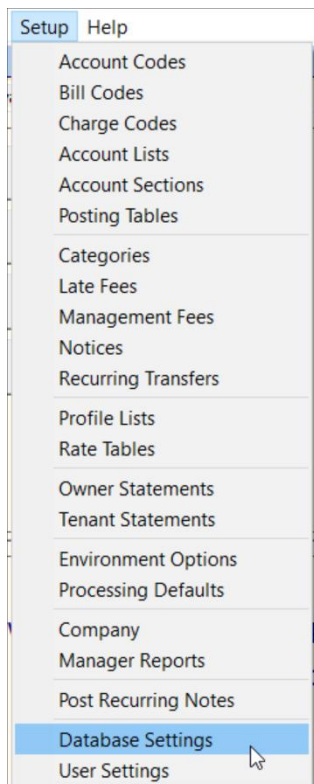 Setup Help
Account Codes
Bill Codes
Charge Codes
Account Lists
Account Sections
Posting Tables
Categories
Late Fees
Management Fees
Notices
Recurring Transfers
Profile Lists
Rate Tables
Owner Statements
Tenant Statements
Environment Options
Processing Defaults
Company
Manager Reports
Post Recurring Notes
Database Settings
User Settings